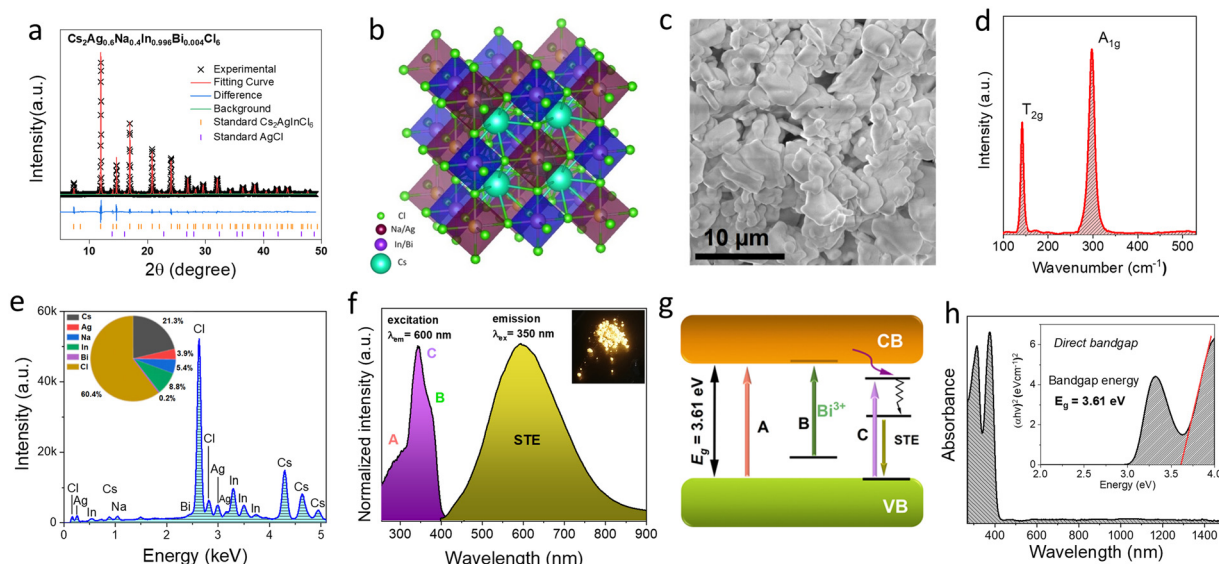 a
Cs2Ag0.6Na0.4In0.996Bi0.004Cl6
Experimental
Fitting Curve
Difference
Background
Standard Cs2AgInCl6
Standard AgCl
Intensity(a.u.)
10 20 30 40 50
2θ (degree)
b
Cl
Na/Ag
In/Bi
Cs
c
10 µm
d
A1g
T2g
Intensity (a.u.)
100 200 300 400 500
Wavenumber (cm-1)
e
60k
40k
20k
0
Cs
Ag
Na
In
Bi
Cl
21.3%
3.9%
5.4%
8.8%
0.2%
60.4%
Cl
Cl
Ag
Ag
In
In
In
Cs
Cs
Cs
Bi
Cl
Ag
In
Cs
Na
0 1 2 3 4 5
Energy (keV)
f
excitation
λem= 600 nm
emission
λex= 350 nm
C
B
A
STE
Normalized intensity (a.u.)
300 400 500 600 700 800 900
Wavelength (nm)
g
CB
Eg = 3.61 eV
A
B
Bi3+
C
STE
VB
h
Direct bandgap
Bandgap energy
Eg = 3.61 eV
(αhν)2 (eVcm-1)2
6
4
2
0
2.0 2.5 3.0 3.5 4.0
Energy (eV)
Absorbance
400 600 800 1000 1200 1400
Wavelength (nm)